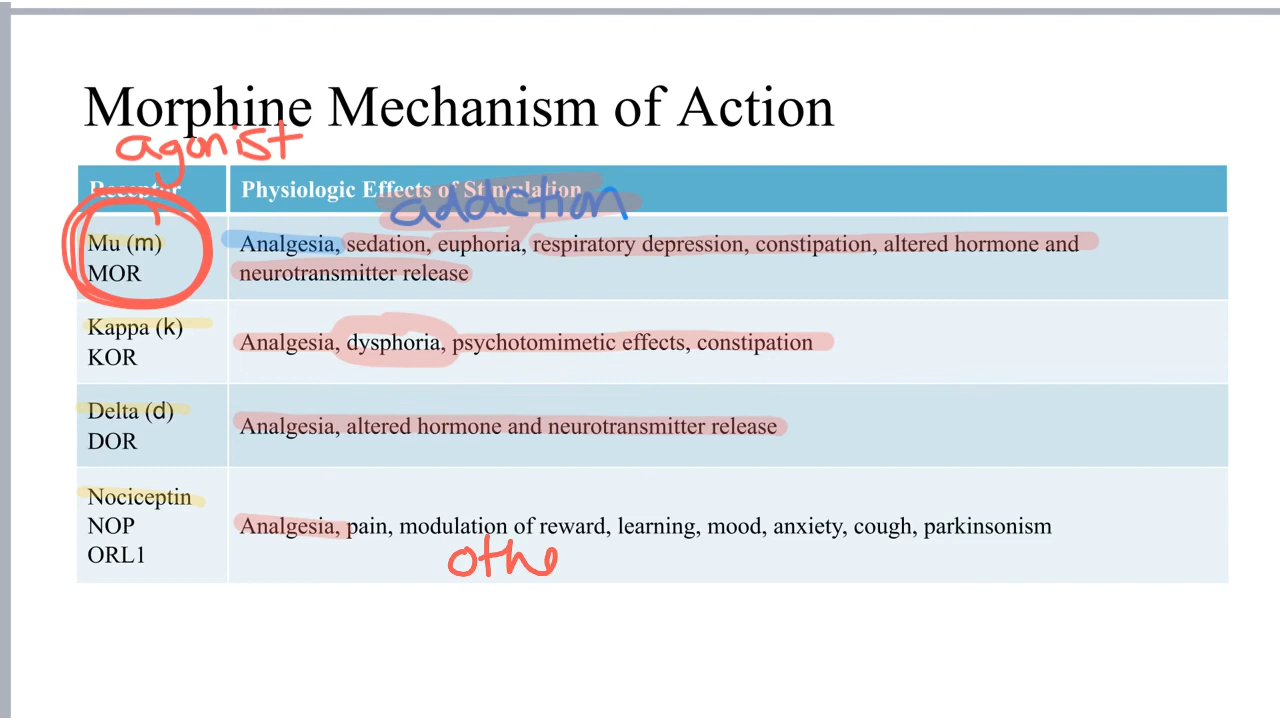 Morphine Mechanism of Action
agonist
Receptor Physiologic Effects of Stimulation
addiction
Mu (m) Analgesia, sedation, euphoria, respiratory depression, constipation, altered hormone and
MOR neurotransmitter release
Kappa (k)
KOR Analgesia, dysphoria, psychotomimetic effects, constipation
Delta (d)
DOR Analgesia, altered hormone and neurotransmitter release
Nociceptin
NOP Analgesia, pain, modulation of reward, learning, mood, anxiety, cough, parkinsonism
ORL1
othe